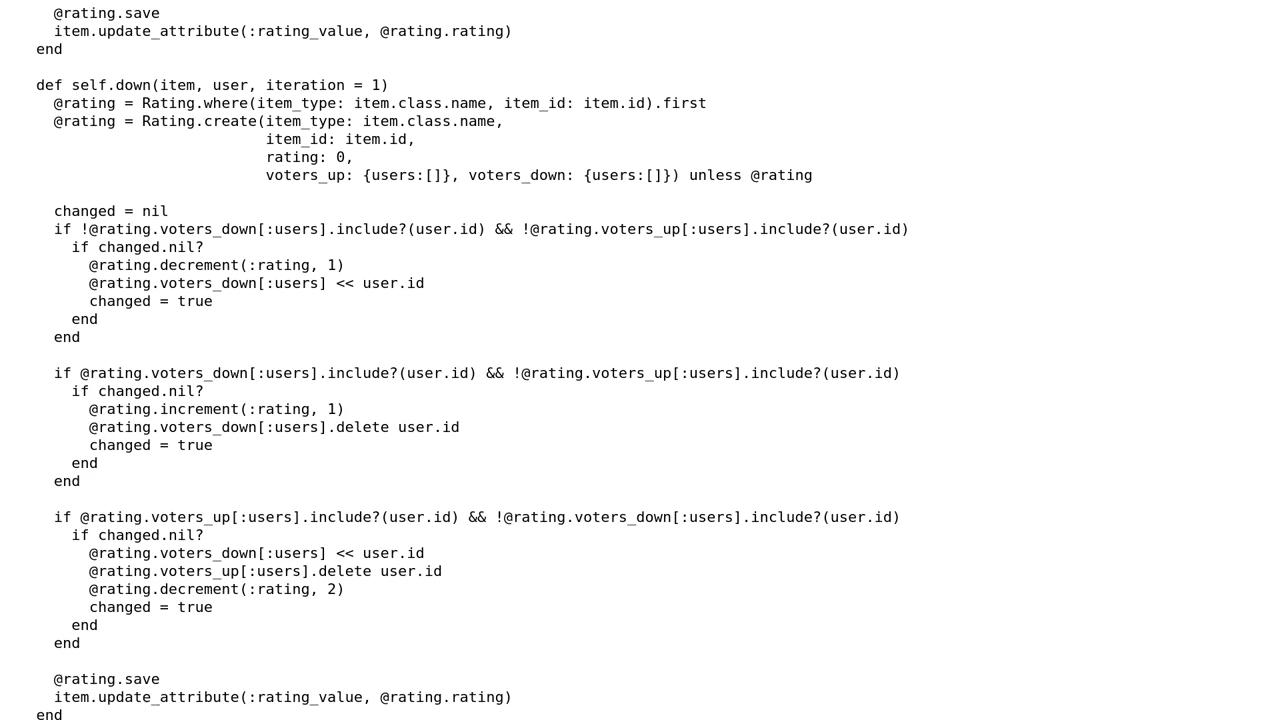 @rating.save
item.update_attribute(:rating_value, @rating.rating)
end
def self.down(item, user, iteration = 1)
@rating = Rating.where(item_type: item.class.name, item_id: item.id).first
@rating = Rating.create(item_type: item.class.name,
item_id: item.id,
rating: 0,
voters_up: {users:[]}, voters_down: {users:[]}) unless @rating
changed = nil
if !@rating.voters_down[:users].include?(user.id) && !@rating.voters_up[:users].include?(user.id)
if changed.nil?
@rating.decrement(:rating, 1)
@rating.voters_down[:users] << user.id
changed = true
end
end
if @rating.voters_down[:users].include?(user.id) && !@rating.voters_up[:users].include?(user.id)
if changed.nil?
@rating.increment(:rating, 1)
@rating.voters_down[:users].delete user.id
changed = true
end
end
if @rating.voters_up[:users].include?(user.id) && !@rating.voters_down[:users].include?(user.id)
if changed.nil?
@rating.voters_down[:users] << user.id
@rating.voters_up[:users].delete user.id
@rating.decrement(:rating, 2)
changed = true
end
end
@rating.save
item.update_attribute(:rating_value, @rating.rating)
end